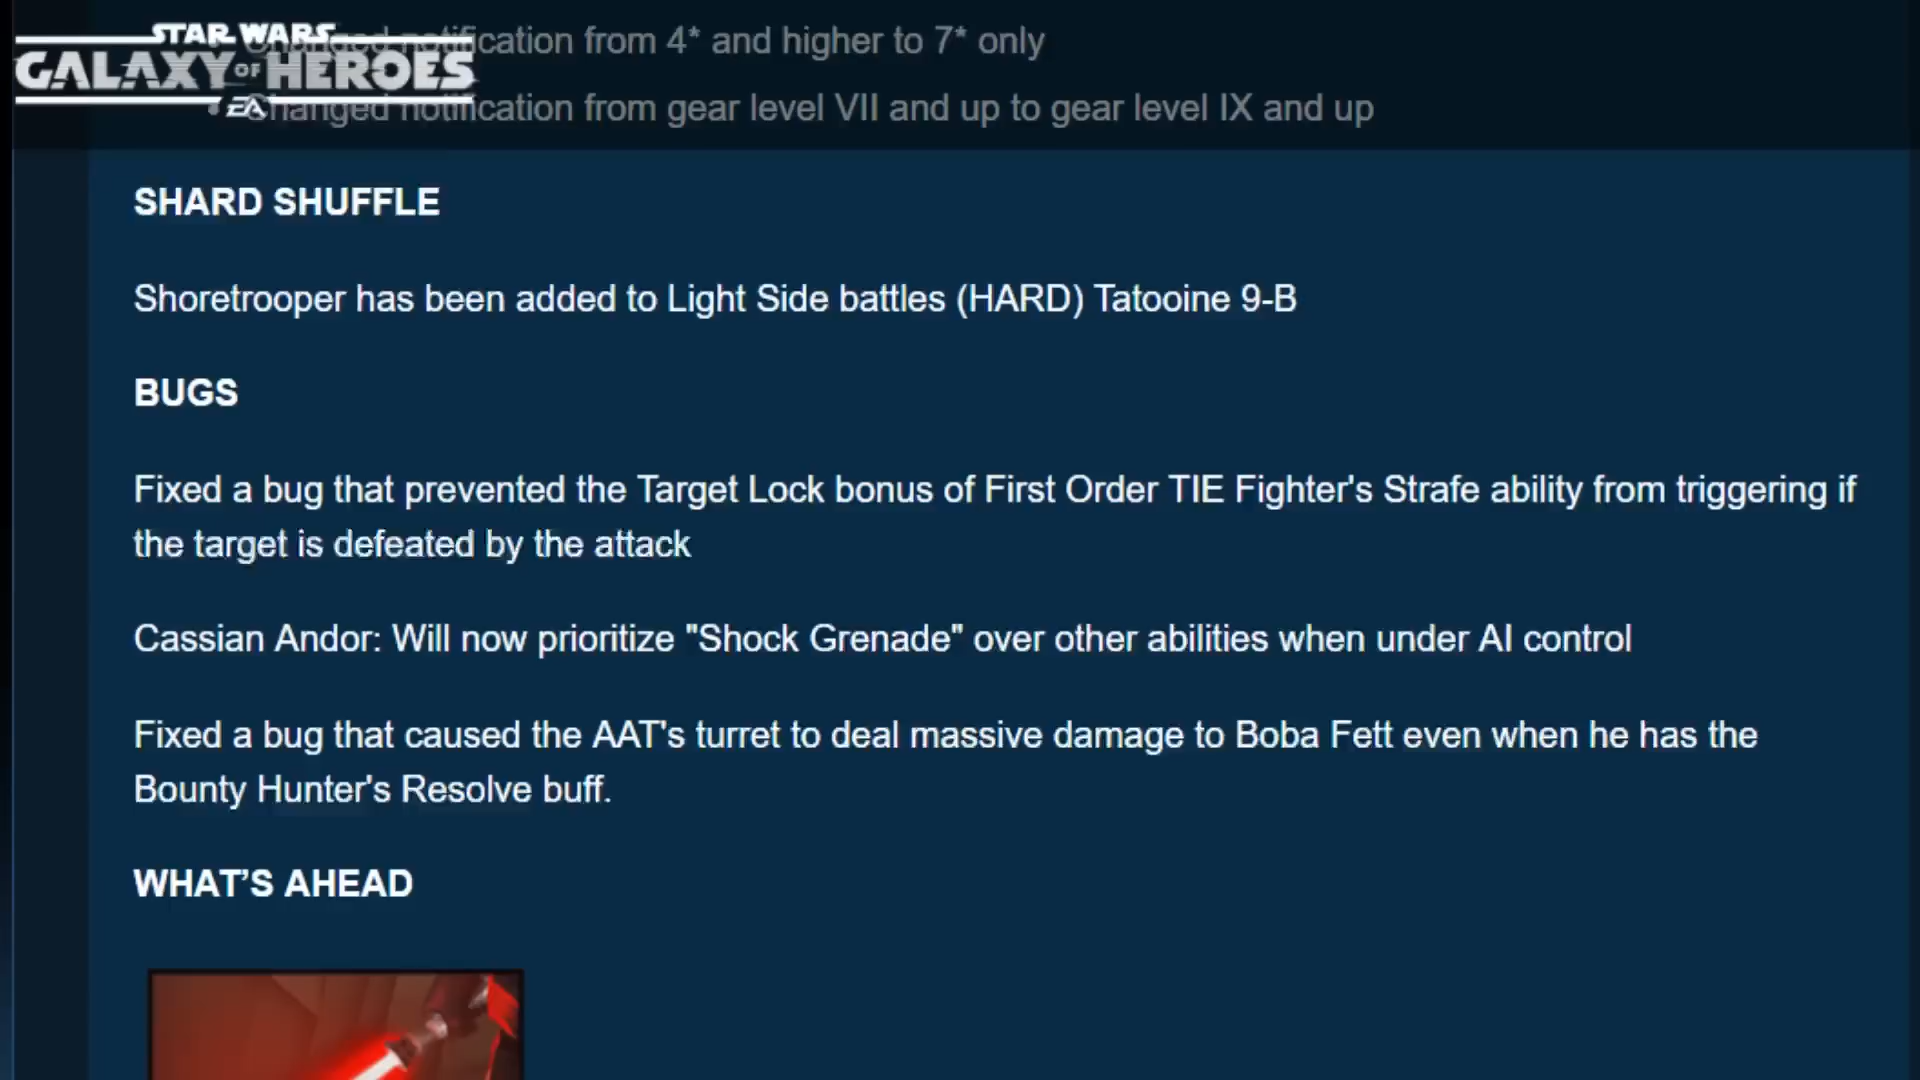 STAR WARS
GALAXY OF HEROES
EA
Changed notification from 4* and higher to 7* only
Changed notification from gear level VII and up to gear level IX and up
SHARD SHUFFLE
Shoretrooper has been added to Light Side battles (HARD) Tatooine 9-B
BUGS
Fixed a bug that prevented the Target Lock bonus of First Order TIE Fighter's Strafe ability from triggering if
the target is defeated by the attack
Cassian Andor: Will now prioritize "Shock Grenade" over other abilities when under AI control
Fixed a bug that caused the AAT's turret to deal massive damage to Boba Fett even when he has the
Bounty Hunter's Resolve buff.
WHAT’S AHEAD